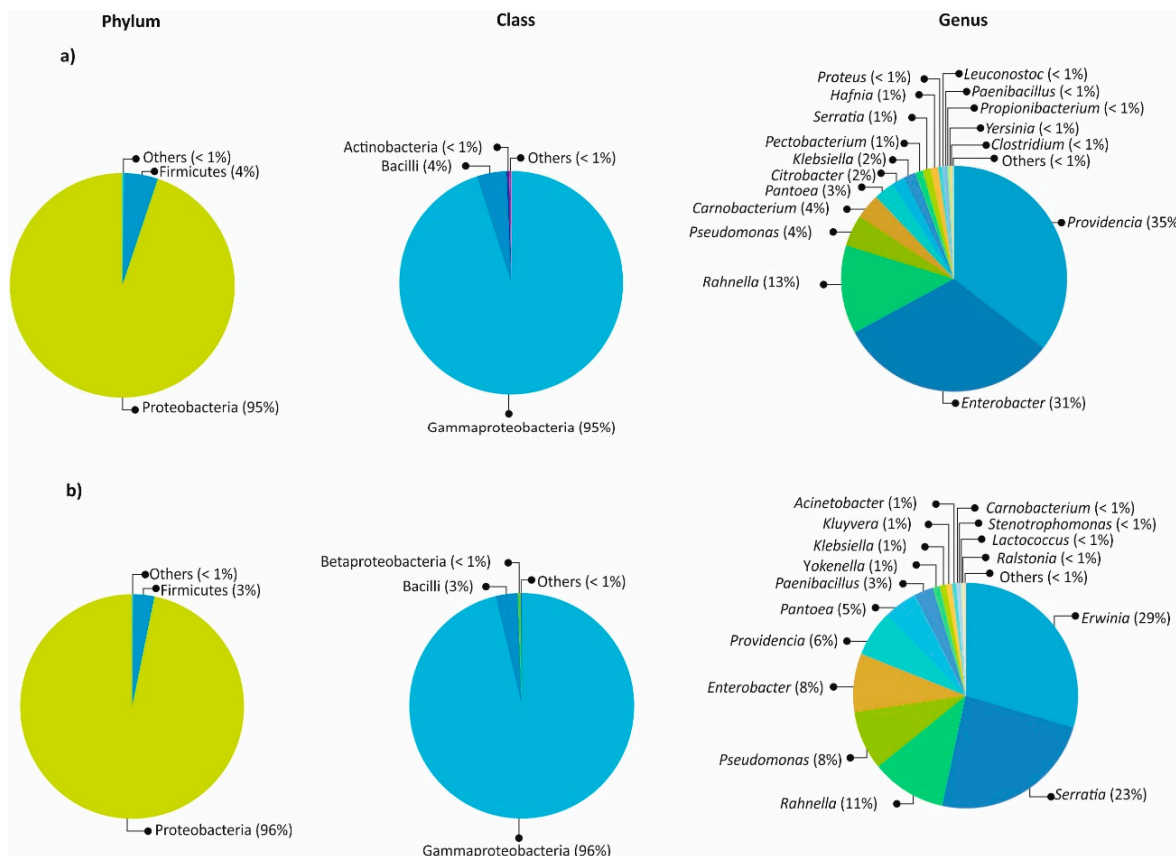 Phylum
Class
Genus
a)
Others (< 1%)
Firmicutes (4%)
Proteobacteria (95%)
Actinobacteria (< 1%)
Bacilli (4%)
Others (< 1%)
Gammaproteobacteria (95%)
Proteus (< 1%)
Hafnia (1%)
Serratia (1%)
Pectobacterium (1%)
Klebsiella (2%)
Citrobacter (2%)
Pantoea (3%)
Carnobacterium (4%)
Pseudomonas (4%)
Rahnella (13%)
Leuconostoc (< 1%)
Paenibacillus (< 1%)
Propionibacterium (< 1%)
Yersinia (< 1%)
Clostridium (< 1%)
Others (< 1%)
Providencia (35%
Enterobacter (31%)
b)
Others (< 1%)
Firmicutes (3%)
Proteobacteria (96%)
Betaproteobacteria (< 1%)
Bacilli (3%)
Others (< 1%)
Gammaproteobacteria (96%)
Acinetobacter (1%)
Kluyvera (1%)
Klebsiella (1%)
Yokenella (1%)
Paenibacillus (3%)
Pantoea (5%)
Providencia (6%)
Enterobacter (8%)
Pseudomonas (8%)
Rahnella (11%)
Carnobacterium (< 1%)
Stenotrophomonas (< 1%)
Lactococcus (< 1%)
Ralstonia (< 1%)
Others (< 1%)
Erwinia (29%)
Serratia (23%)